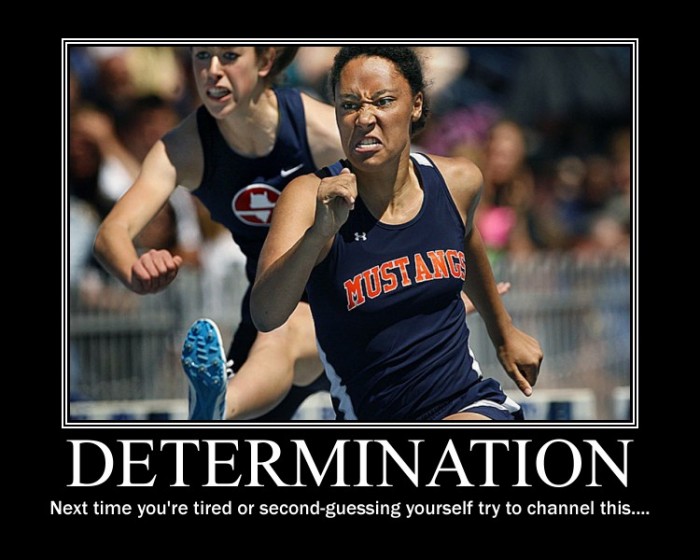 MUSTANGS
DETERMINATION
Next time you're tired or second-guessing yourself try to channel this....